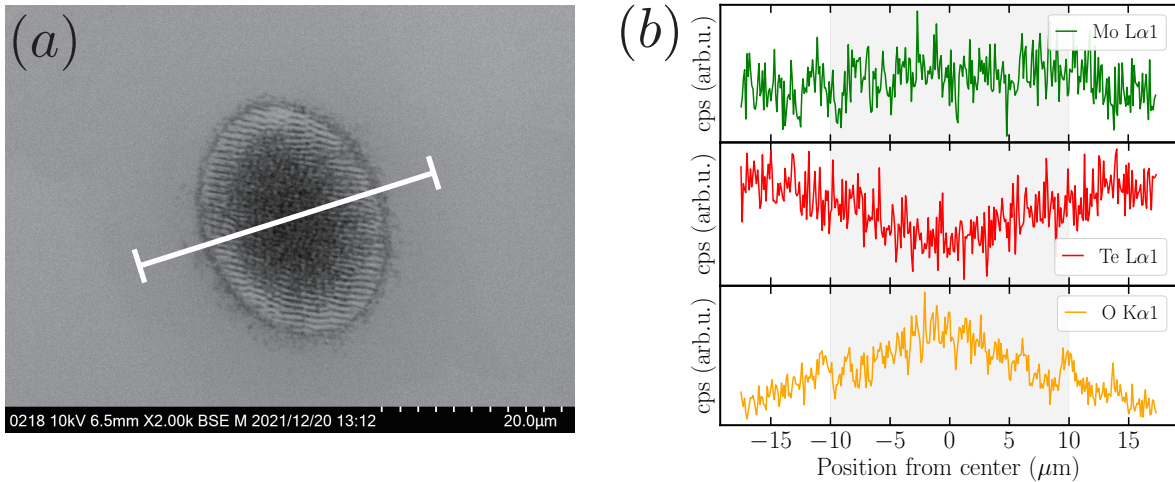 (a)
0218 10kV 6.5mm X2.00k BSE M 2021/12/20 13:12 20.0μm
(b)
cps (arb.u.)
Mo Lα1
cps (arb.u.)
Te Lα1
cps (arb.u.)
O Kα1
−15 −10 −5 0 5 10 15
Position from center (μm)